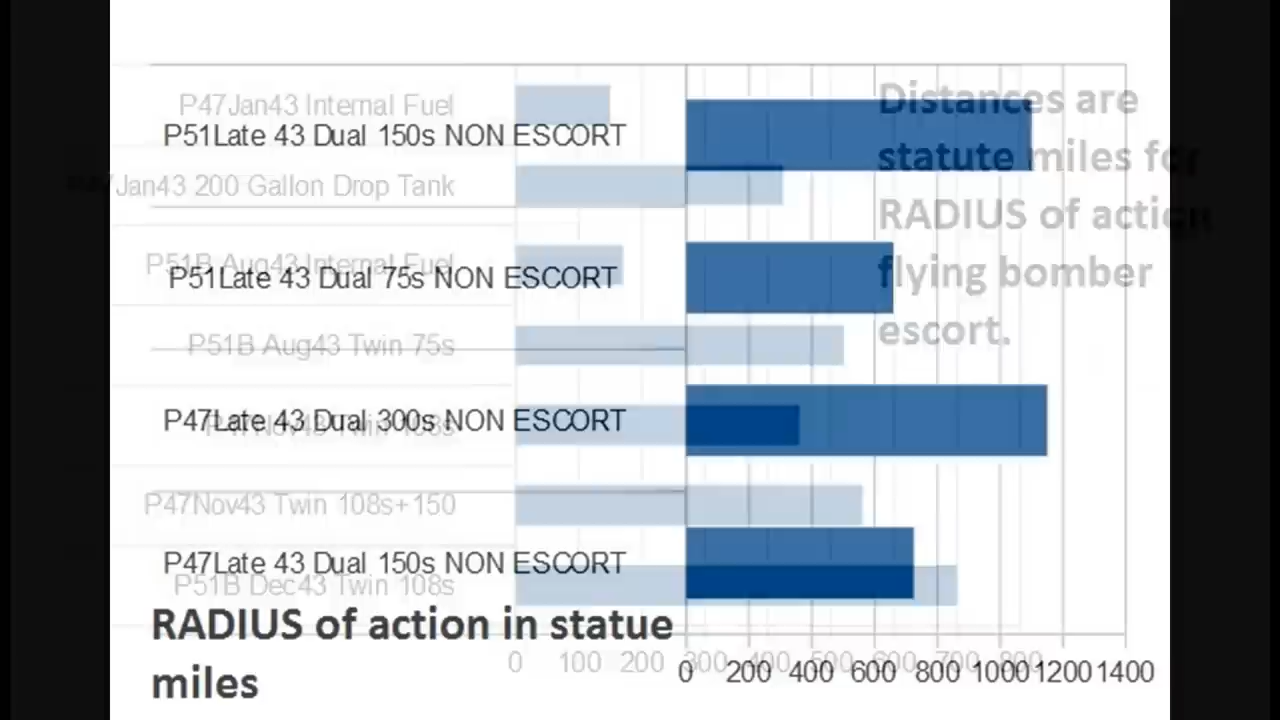 P47Jan43 Internal Fuel
P51Late 43 Dual 150s NON ESCORT
Jan43 200 Gallon Drop Tank
P51B Aug43 Internal Fuel
P51Late 43 Dual 75s NON ESCORT
P51B Aug43 Twin 75s
P47Late 43 Dual 300s NON ESCORT
P47Nov43 Twin 108s
P47Nov43 Twin 108s+150
P47Late 43 Dual 150s NON ESCORT
P51B Dec43 Twin 108s
Distances are
statute miles for
RADIUS of action
flying bomber
escort.
RADIUS of action in statue
miles
0 100 200 300 400 500 600 700 800
0 200 400 600 800 1000 1200 1400